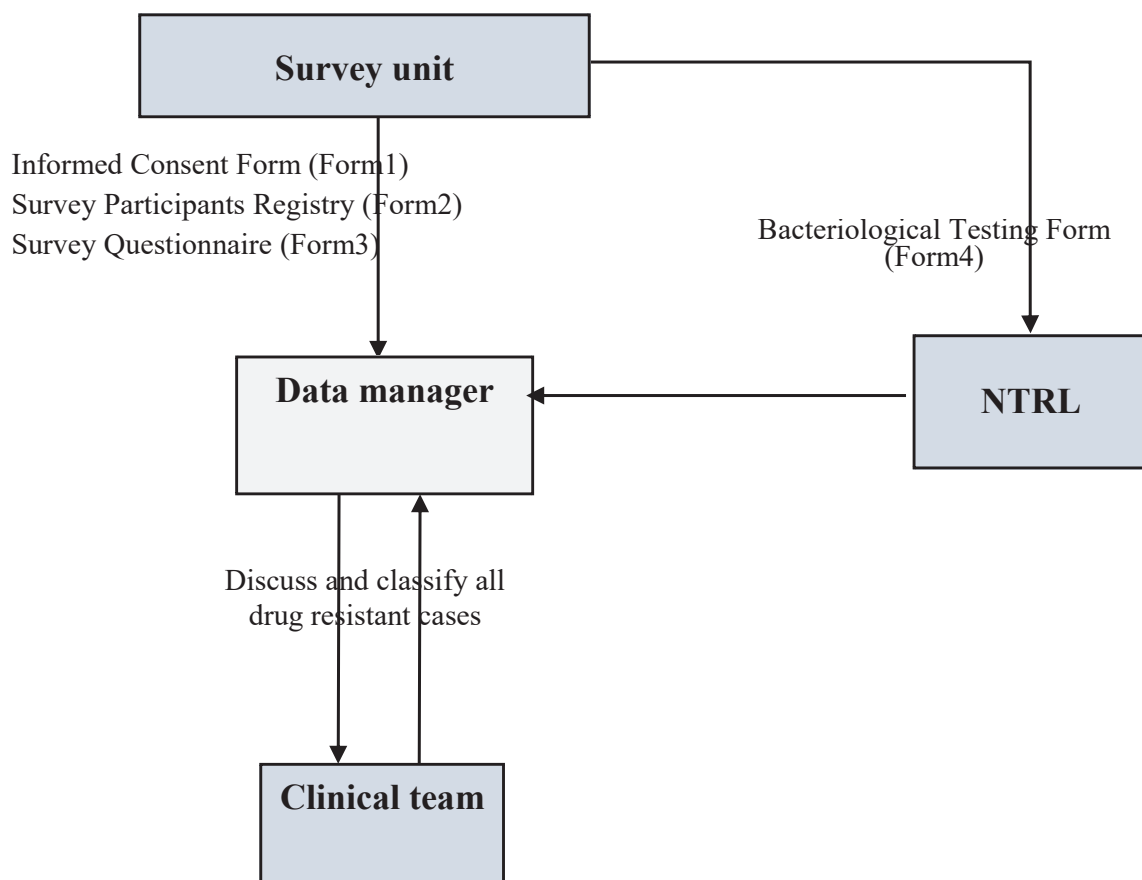 Survey unit
Informed Consent Form (Form1)
Survey Participants Registry (Form2)
Survey Questionnaire (Form3)
Bacteriological Testing Form
(Form4)
Data manager
NTRL
Discuss and classify all
drug resistant cases
Clinical team